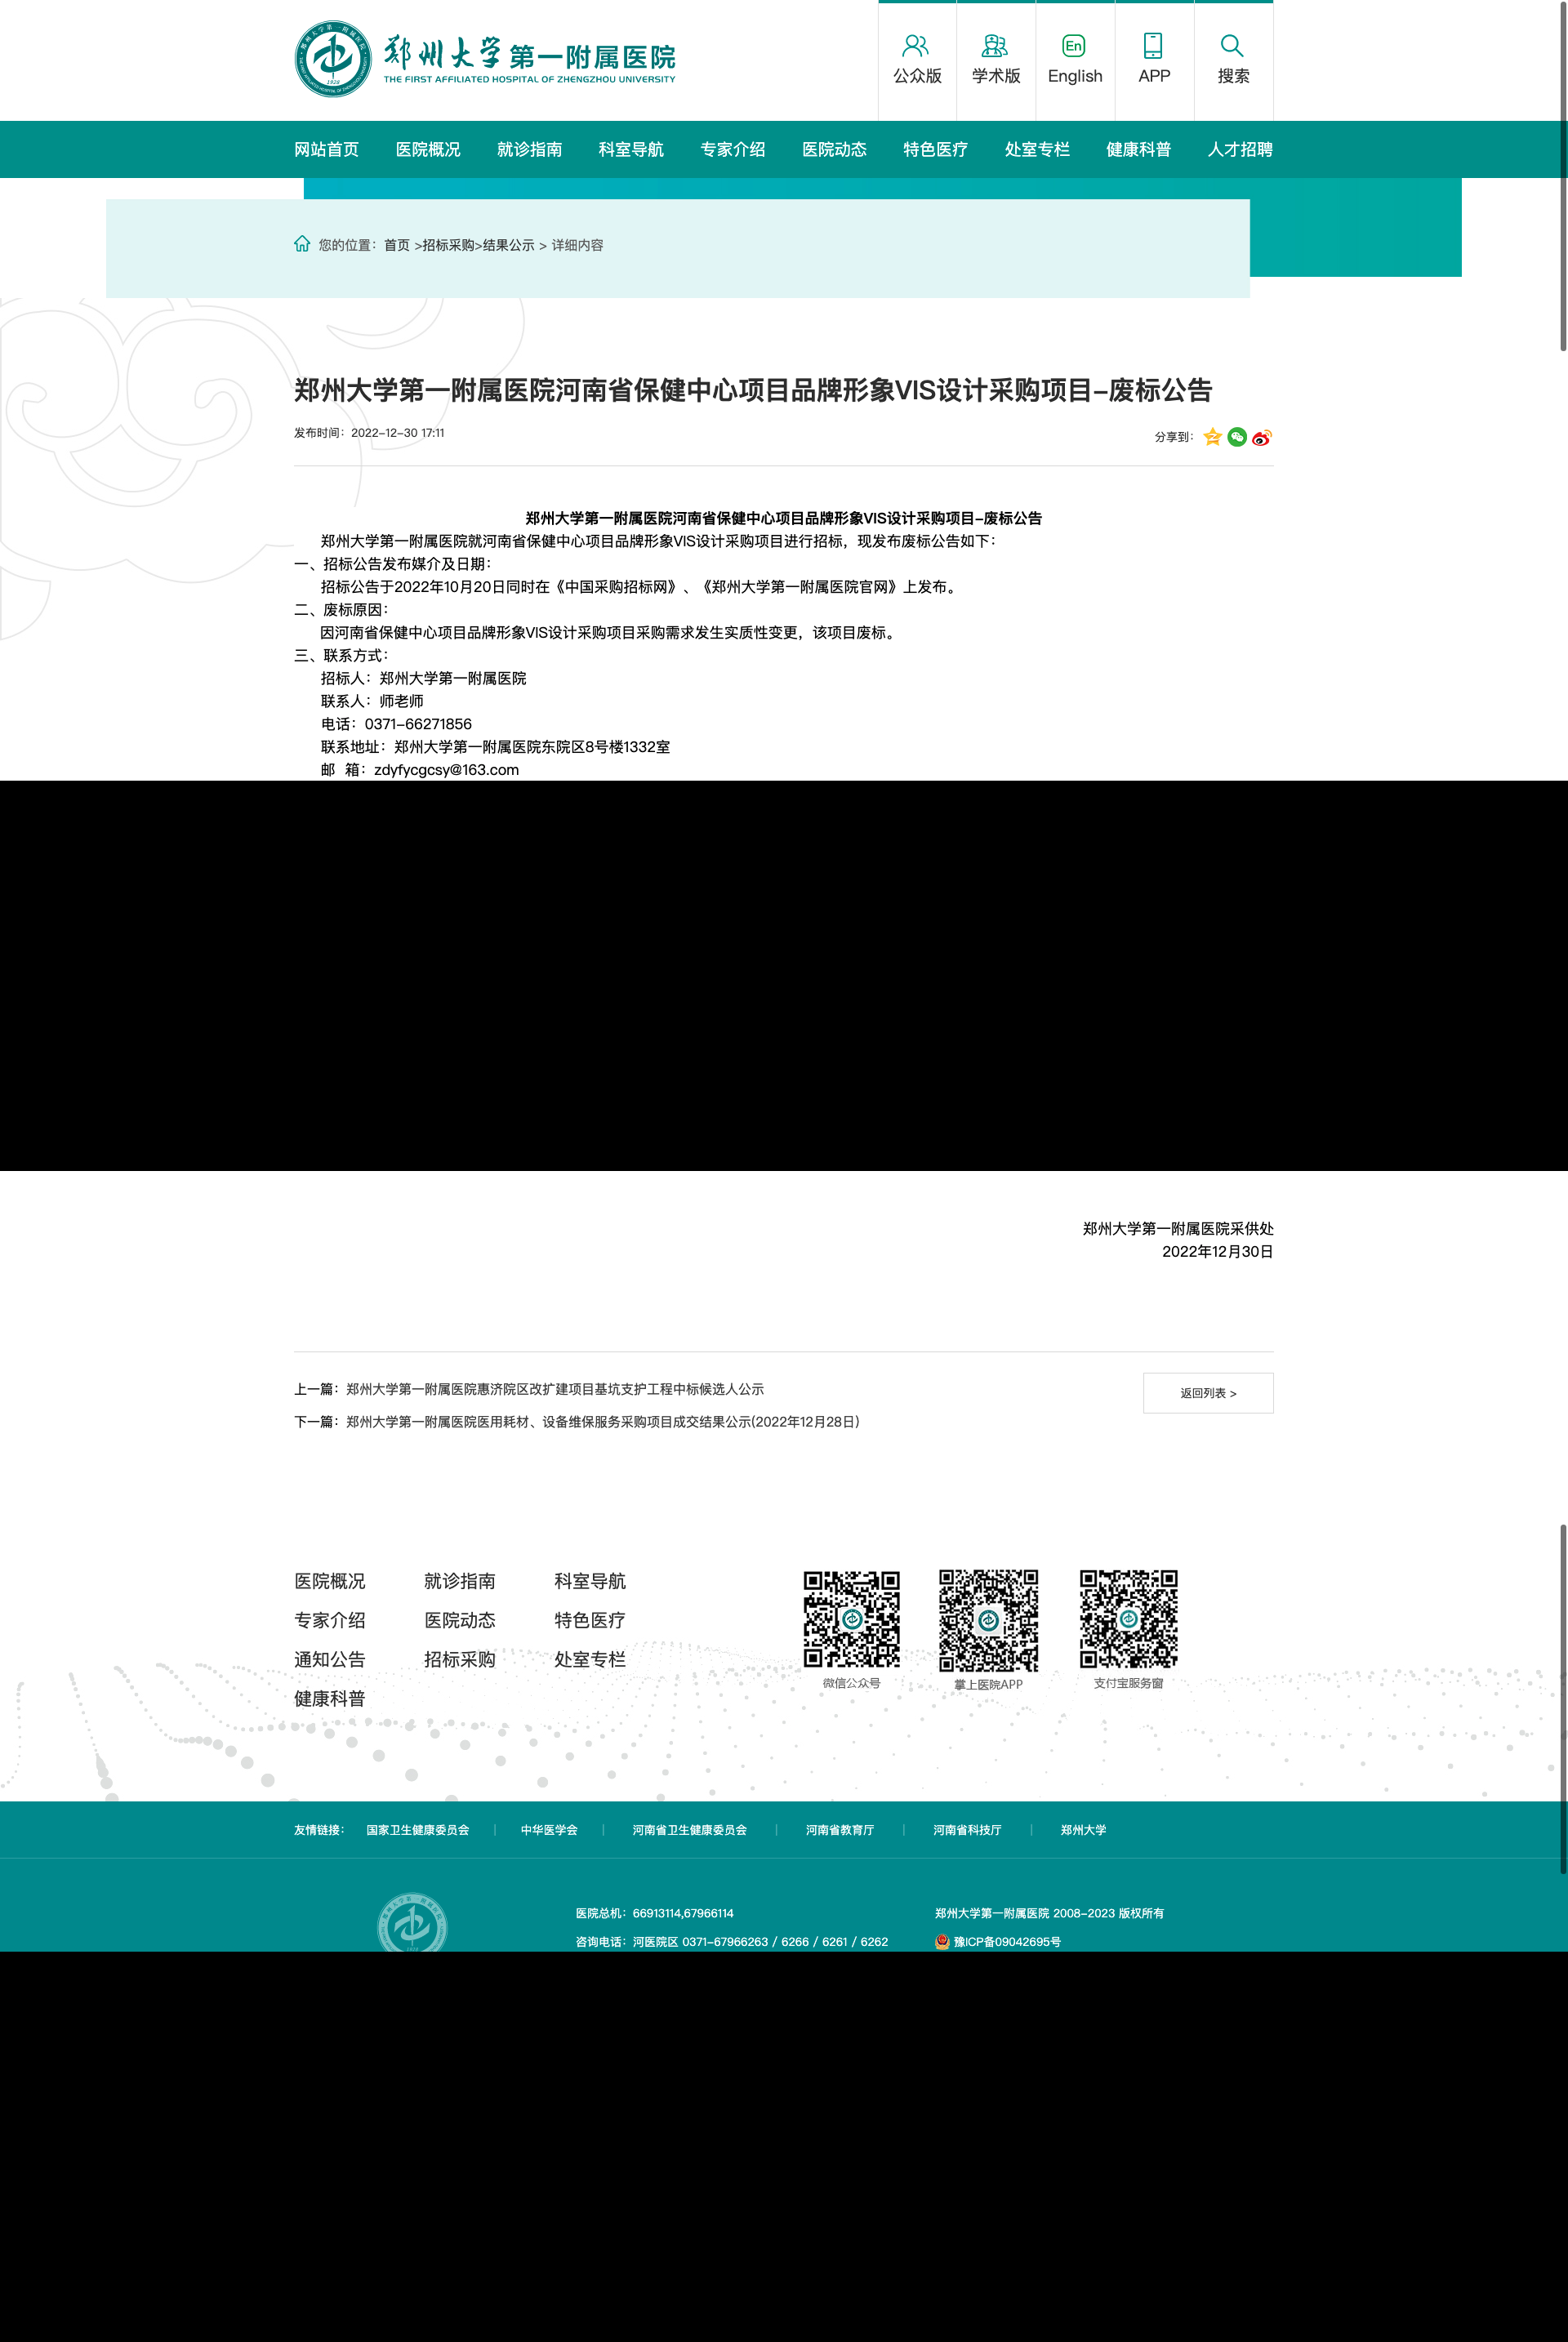 郑州大学第一附属医院
THE FIRST AFFILIATED HOSPITAL OF ZHENGZHOU UNIVERSITY
1928
公众版
学术版
En
English
APP
搜索
网站首页 医院概况 就诊指南 科室导航 专家介绍 医院动态 特色医疗 处室专栏 健康科普 人才招聘
您的位置：首页 >招标采购>结果公示 > 详细内容
郑州大学第一附属医院河南省保健中心项目品牌形象VIS设计采购项目-废标公告
发布时间：2022-12-30 17:11
分享到：
郑州大学第一附属医院河南省保健中心项目品牌形象VIS设计采购项目-废标公告
郑州大学第一附属医院就河南省保健中心项目品牌形象VIS设计采购项目进行招标，现发布废标公告如下：
一、招标公告发布媒介及日期：
招标公告于2022年10月20日同时在《中国采购招标网》、《郑州大学第一附属医院官网》上发布。
二、废标原因：
因河南省保健中心项目品牌形象VIS设计采购项目采购需求发生实质性变更，该项目废标。
三、联系方式：
招标人：郑州大学第一附属医院
联系人：师老师
电话：0371-66271856
联系地址：郑州大学第一附属医院东院区8号楼1332室
邮 箱：zdyfycgcsy@163.com
郑州大学第一附属医院采供处
2022年12月30日
上一篇：郑州大学第一附属医院惠济院区改扩建项目基坑支护工程中标候选人公示
返回列表 >
下一篇：郑州大学第一附属医院医用耗材、设备维保服务采购项目成交结果公示(2022年12月28日)
医院概况 就诊指南 科室导航
专家介绍 医院动态 特色医疗
通知公告 招标采购 处室专栏
健康科普
微信公众号
掌上医院APP
支付宝服务窗
友情链接： 国家卫生健康委员会 | 中华医学会 | 河南省卫生健康委员会 | 河南省教育厅 | 河南省科技厅 | 郑州大学
医院总机：66913114,67966114
郑州大学第一附属医院 2008-2023 版权所有
咨询电话：河医院区 0371-67966263 / 6266 / 6261 / 6262
豫ICP备09042695号